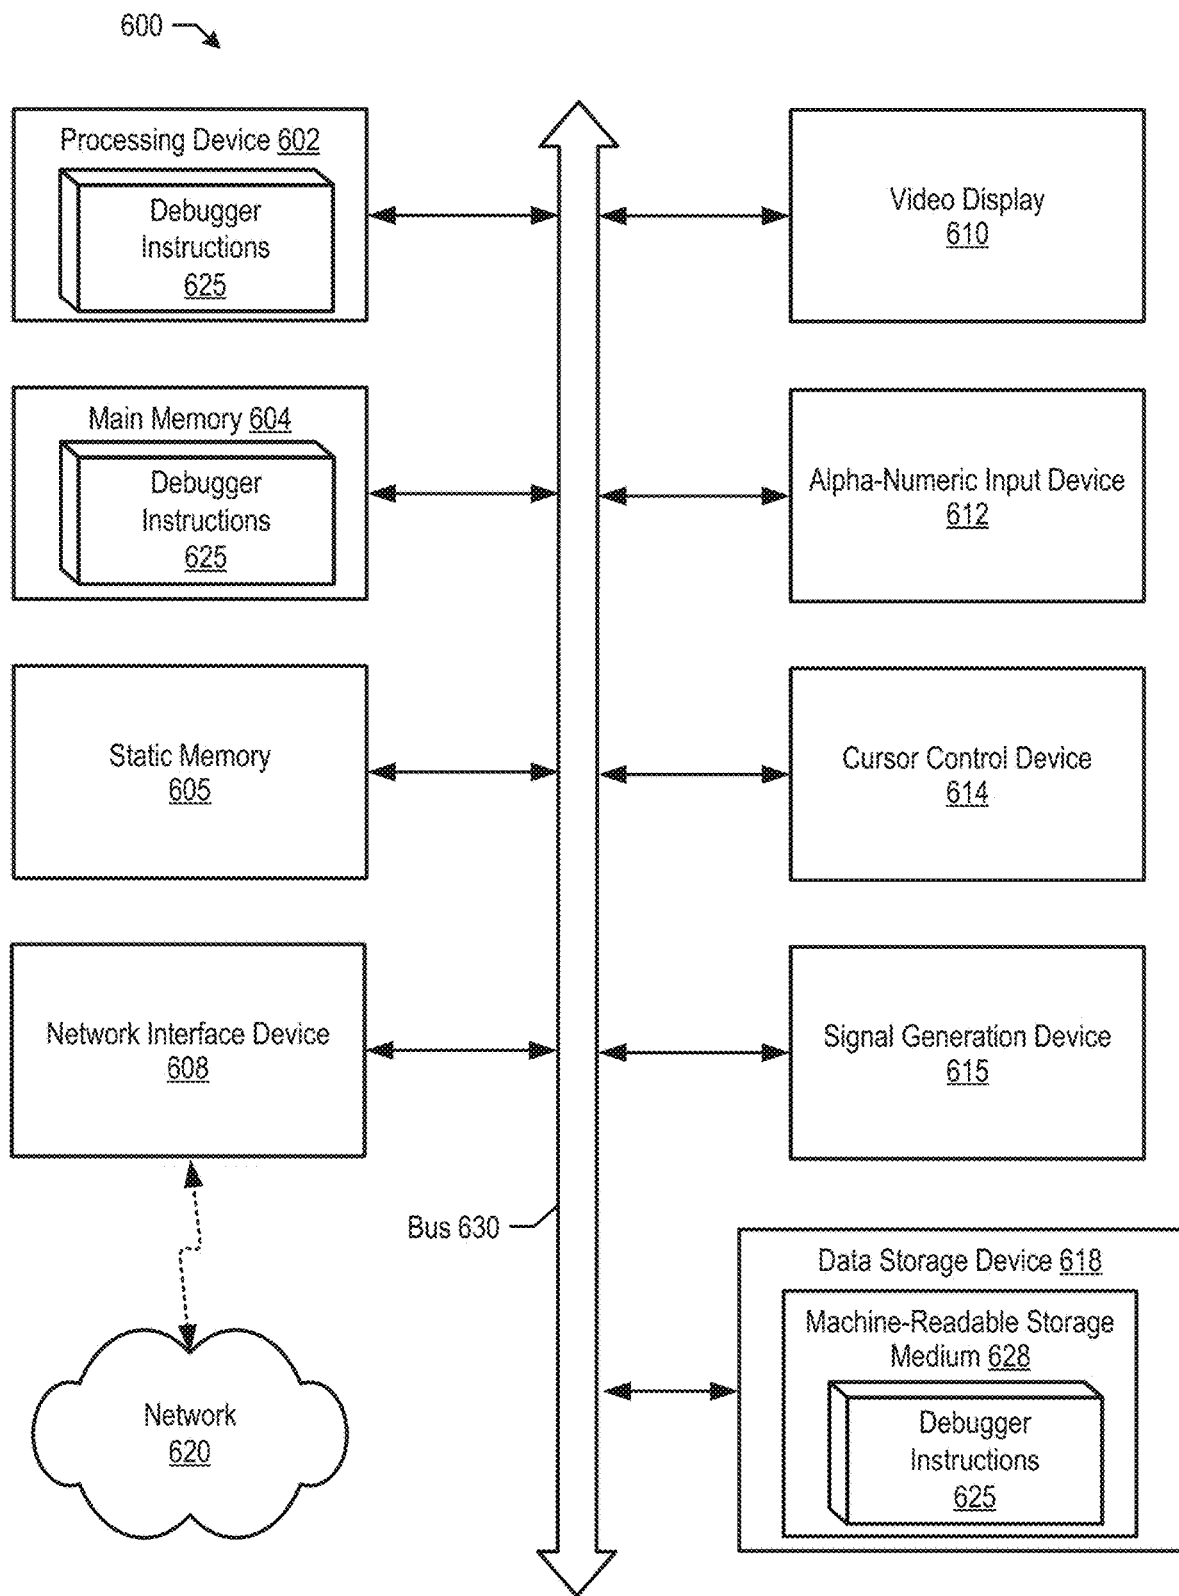 600
Processing Device 602
Debugger
Instructions
625
Main Memory 604
Debugger
Instructions
625
Static Memory
605
Network Interface Device
608
Network
620
Bus 630
Video Display
610
Alpha-Numeric Input Device
612
Cursor Control Device
614
Signal Generation Device
615
Data Storage Device 618
Machine-Readable Storage
Medium 628
Debugger
Instructions
625